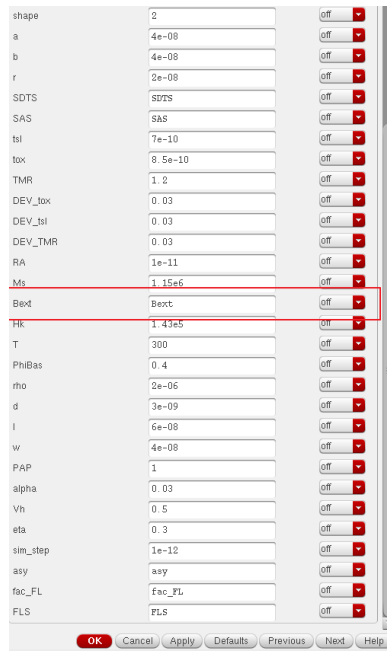 shape 2 off
a 4e-08 off
b 4e-08 off
r 2e-08 off
SDTS SDTS off
SAS SAS off
tsl 7e-10 off
tox 8.5e-10 off
TMR 1.2 off
DEV_tox 0.03 off
DEV_tsl 0.03 off
DEV_TMR 0.03 off
RA 1e-11 off
Ms 1.15e6 off
Bext Bext off
Hk 1.43e5 off
T 300 off
PhiBas 0.4 off
rho 2e-06 off
d 3e-09 off
l 6e-08 off
w 4e-08 off
PAP 1 off
alpha 0.03 off
Vh 0.5 off
eta 0.3 off
sim_step 1e-12 off
asy asy off
fac_FL fac_FL off
FLS FLS off
OK Cancel Apply Defaults Previous Next Help